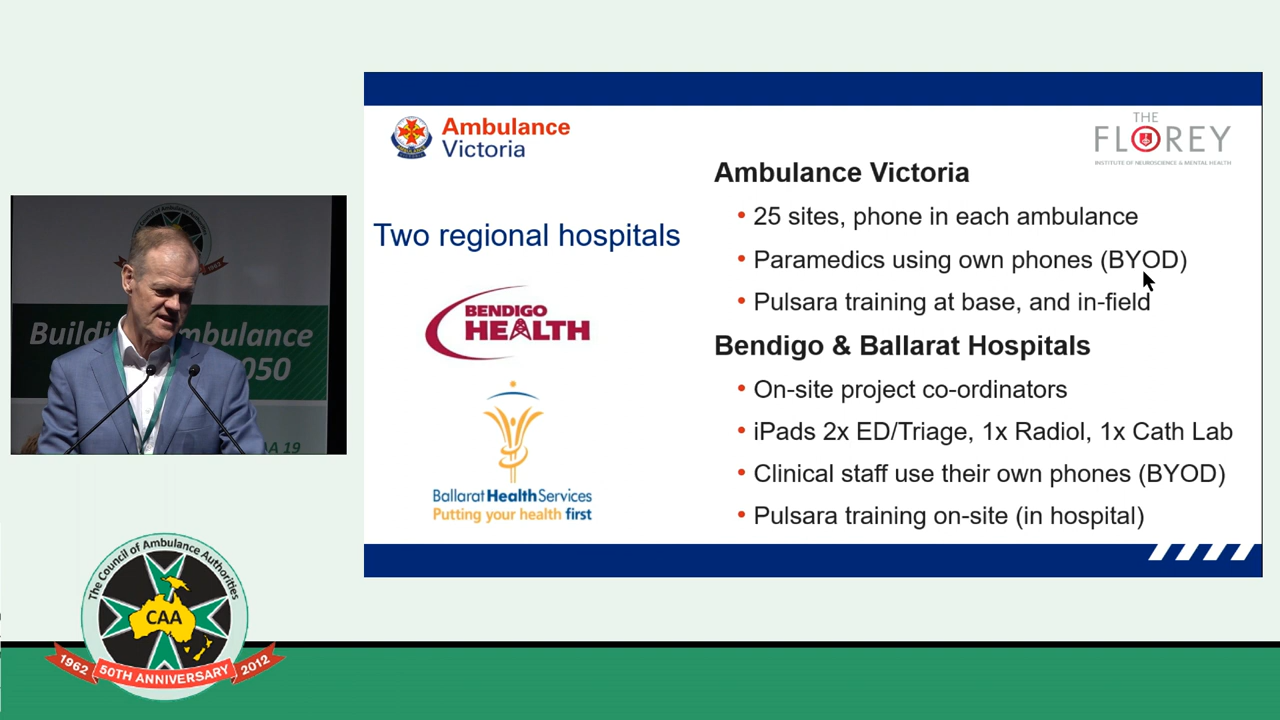 Ambulance
Victoria
THE
FLOREY
INSTITUTE OF NEUROSCIENCE & MENTAL HEALTH
Two regional hospitals
BENDIGO
HEALTH
Ballarat Health Services
Putting your health first
Ambulance Victoria
• 25 sites, phone in each ambulance
• Paramedics using own phones (BYOD)
• Pulsara training at base, and in-field
Bendigo & Ballarat Hospitals
• On-site project co-ordinators
• iPads 2x ED/Triage, 1x Radiol, 1x Cath Lab
• Clinical staff use their own phones (BYOD)
• Pulsara training on-site (in hospital)
The Council of Ambulance Authorities
CAA
1962 50TH ANNIVERSARY 2012
mbulance
050
AA 19